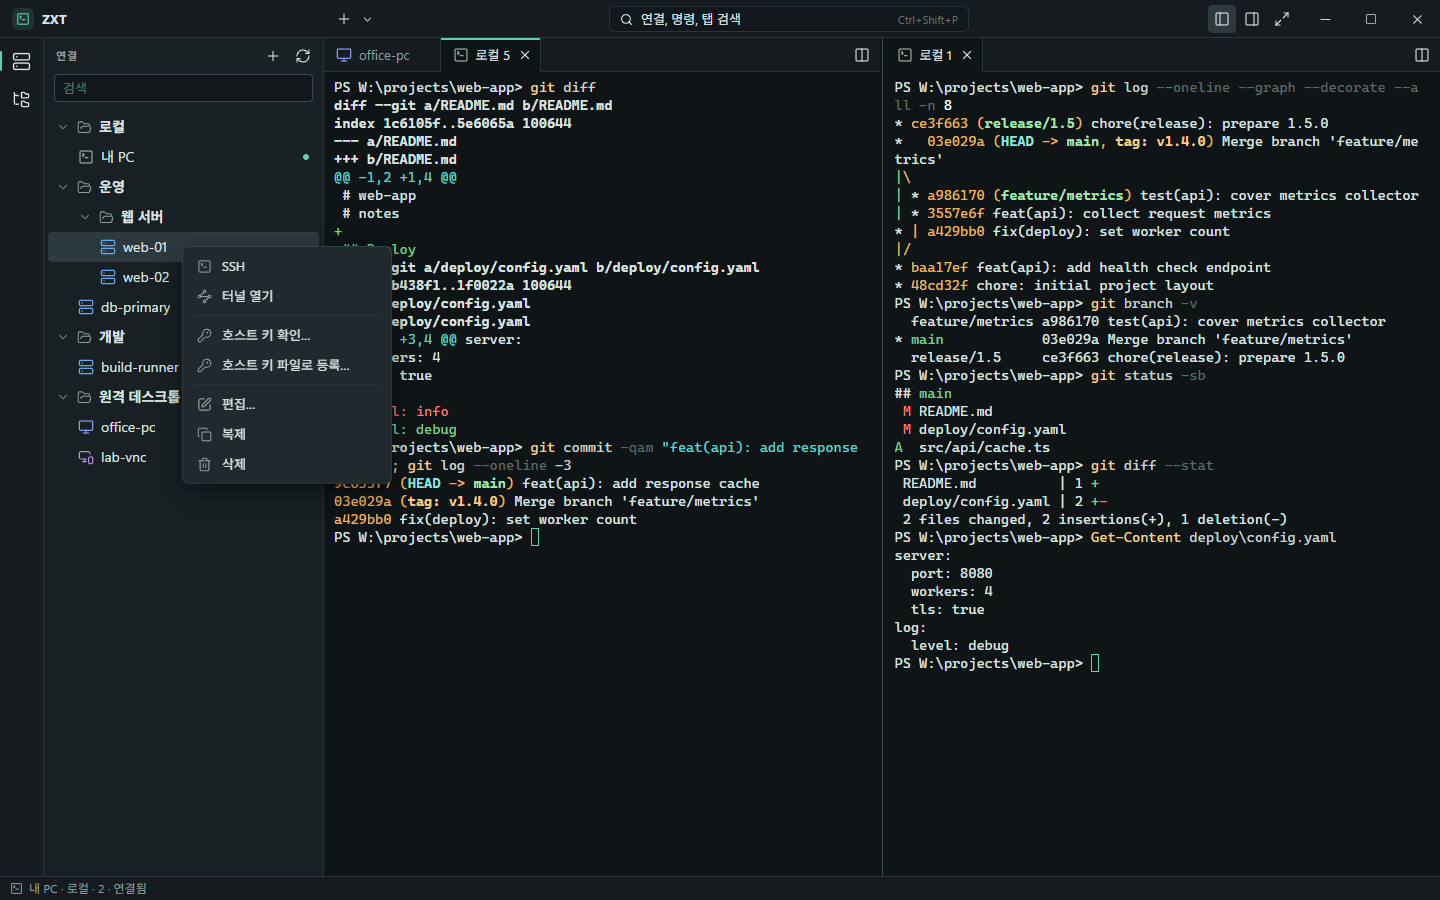 ZXT
연결, 명령, 탭 검색
Ctrl+Shift+P
연결
검색
로컬
내 PC
운영
웹 서버
web-01
web-02
db-primary
개발
build-runner
원격 데스크톱
office-pc
lab-vnc
SSH
터널 열기
호스트 키 확인...
호스트 키 파일로 등록...
편집...
복제
삭제
office-pc
로컬 5
PS W:\projects\web-app> git diff
diff --git a/README.md b/README.md
index 1c6105f..5e6065a 100644
--- a/README.md
+++ b/README.md
@@ -1,2 +1,4 @@
# web-app
# notes
+
git a/deploy/config.yaml b/deploy/config.yaml
b438f1..1f0022a 100644
deploy/config.yaml
deploy/config.yaml
+3,4 @@ server:
ers: 4
true
l: info
l: debug
rojects\web-app> git commit -qam "feat(api): add response
; git log --oneline -3
(HEAD -> main) feat(api): add response cache
03e029a (tag: v1.4.0) Merge branch 'feature/metrics'
a429bb0 fix(deploy): set worker count
PS W:\projects\web-app>
로컬 1
PS W:\projects\web-app> git log --oneline --graph --decorate --a
ll -n 8
* ce3f663 (release/1.5) chore(release): prepare 1.5.0
*   03e029a (HEAD -> main, tag: v1.4.0) Merge branch 'feature/me
trics'
|\
| * a986170 (feature/metrics) test(api): cover metrics collector
| * 3557e6f feat(api): collect request metrics
* | a429bb0 fix(deploy): set worker count
|/
* baa17ef feat(api): add health check endpoint
* 48cd32f chore: initial project layout
PS W:\projects\web-app> git branch -v
feature/metrics a986170 test(api): cover metrics collector
* main            03e029a Merge branch 'feature/metrics'
release/1.5     ce3f663 chore(release): prepare 1.5.0
PS W:\projects\web-app> git status -sb
## main
M README.md
M deploy/config.yaml
A  src/api/cache.ts
PS W:\projects\web-app> git diff --stat
README.md          | 1 +
deploy/config.yaml | 2 +-
2 files changed, 2 insertions(+), 1 deletion(-)
PS W:\projects\web-app> Get-Content deploy\config.yaml
server:
port: 8080
workers: 4
tls: true
log:
level: debug
PS W:\projects\web-app>
내 PC · 로컬 · 2 · 연결됨